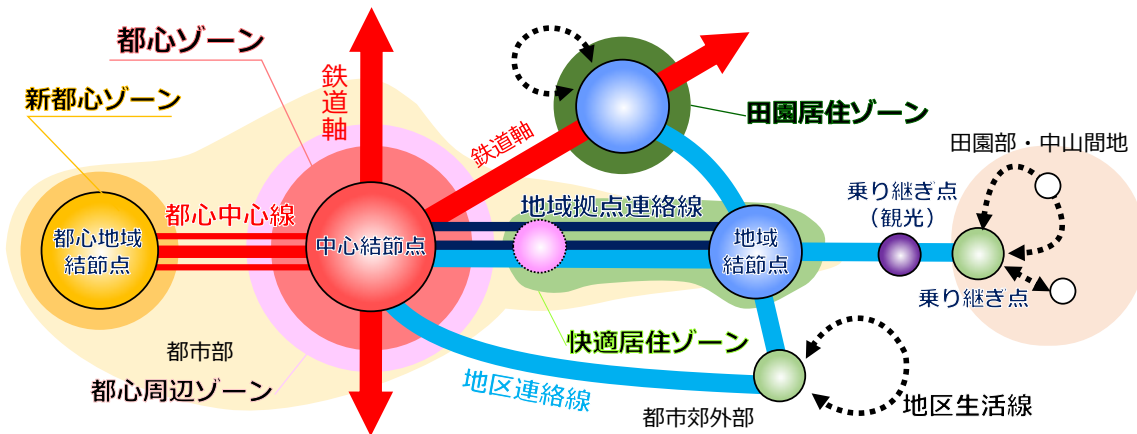 都心ゾーン
新都心ゾーン
鉄道軸
鉄道軸
田園居住ゾーン
田園部・中山間地
乗り継ぎ点
（観光）
都心中心線
地域拠点連絡線
都心地域
結節点
中心結節点
地域
結節点
乗り継ぎ点
快適居住ゾーン
都市部
都心周辺ゾーン
地区連絡線
都市郊外部
地区生活線